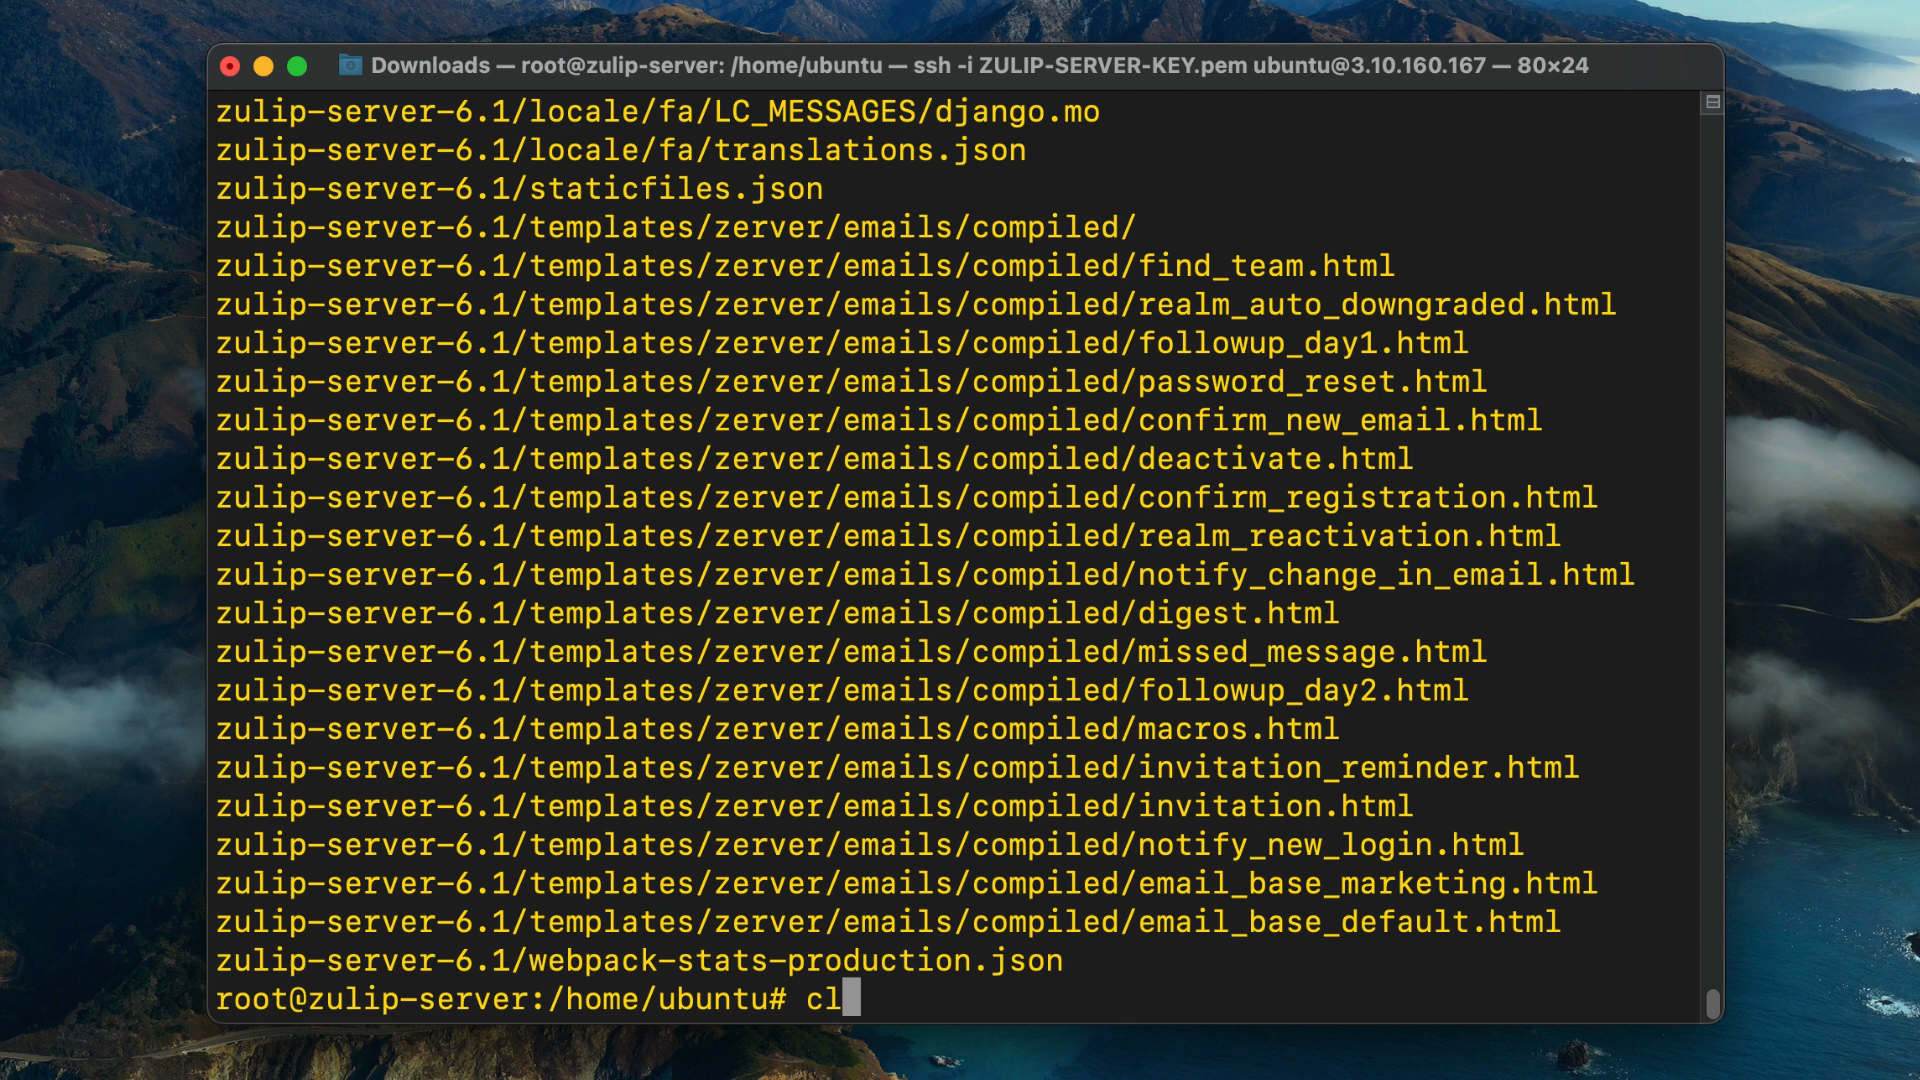 Downloads — root@zulip-server: /home/ubuntu — ssh -i ZULIP-SERVER-KEY.pem ubuntu@3.10.160.167 — 80×24
zulip-server-6.1/locale/fa/LC_MESSAGES/django.mo
zulip-server-6.1/locale/fa/translations.json
zulip-server-6.1/staticfiles.json
zulip-server-6.1/templates/zerver/emails/compiled/
zulip-server-6.1/templates/zerver/emails/compiled/find_team.html
zulip-server-6.1/templates/zerver/emails/compiled/realm_auto_downgraded.html
zulip-server-6.1/templates/zerver/emails/compiled/followup_day1.html
zulip-server-6.1/templates/zerver/emails/compiled/password_reset.html
zulip-server-6.1/templates/zerver/emails/compiled/confirm_new_email.html
zulip-server-6.1/templates/zerver/emails/compiled/deactivate.html
zulip-server-6.1/templates/zerver/emails/compiled/confirm_registration.html
zulip-server-6.1/templates/zerver/emails/compiled/realm_reactivation.html
zulip-server-6.1/templates/zerver/emails/compiled/notify_change_in_email.html
zulip-server-6.1/templates/zerver/emails/compiled/digest.html
zulip-server-6.1/templates/zerver/emails/compiled/missed_message.html
zulip-server-6.1/templates/zerver/emails/compiled/followup_day2.html
zulip-server-6.1/templates/zerver/emails/compiled/macros.html
zulip-server-6.1/templates/zerver/emails/compiled/invitation_reminder.html
zulip-server-6.1/templates/zerver/emails/compiled/invitation.html
zulip-server-6.1/templates/zerver/emails/compiled/notify_new_login.html
zulip-server-6.1/templates/zerver/emails/compiled/email_base_marketing.html
zulip-server-6.1/templates/zerver/emails/compiled/email_base_default.html
zulip-server-6.1/webpack-stats-production.json
root@zulip-server:/home/ubuntu# cl